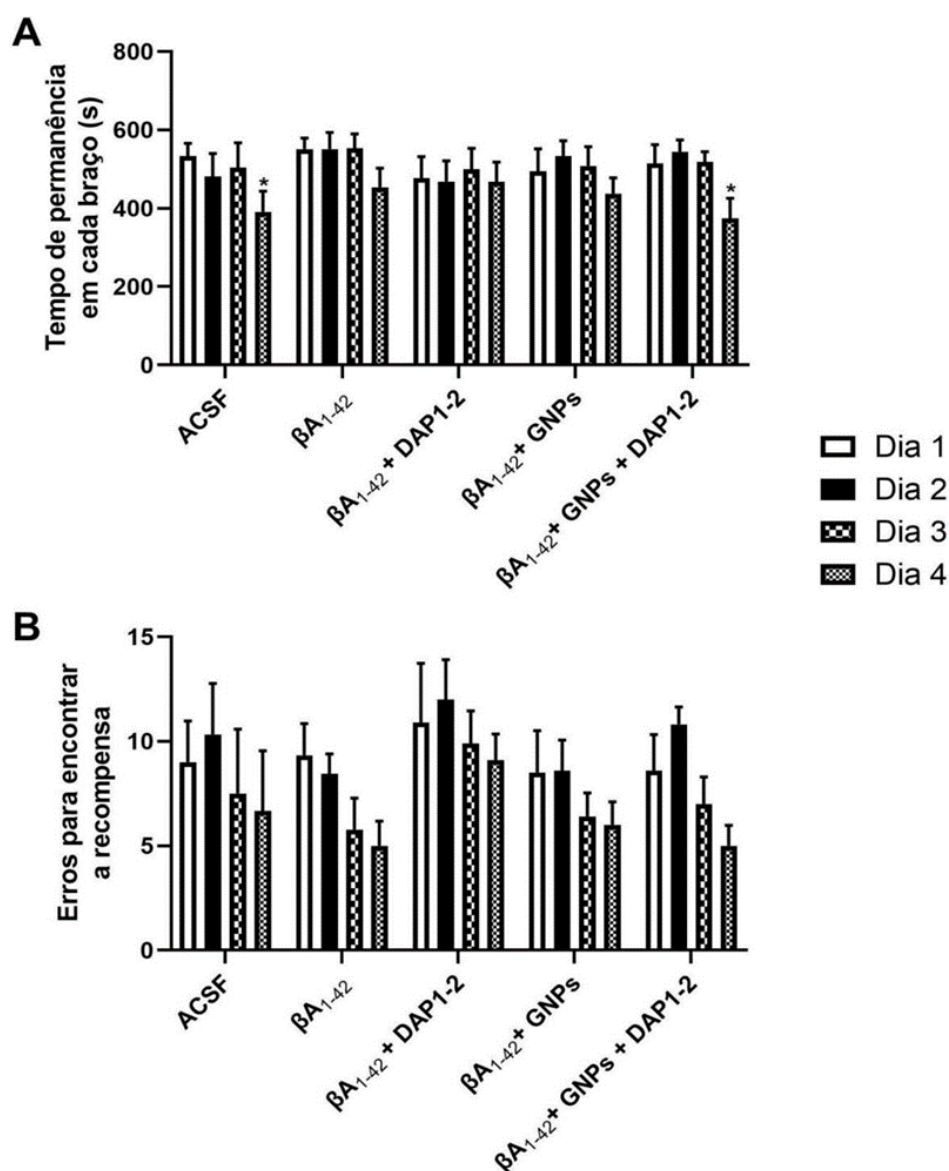 A
Tempo de permanência
em cada braço (s)
800
600
400
200
0
*
*
ACSF
βA₁₋₄₂
βA₁₋₄₂ + DAP1-2
βA₁₋₄₂+ GNPs
βA₁₋₄₂+ GNPs + DAP1-2
Dia 1
Dia 2
Dia 3
Dia 4
B
Erros para encontrar
a recompensa
15
10
5
0
ACSF
βA₁₋₄₂
βA₁₋₄₂ + DAP1-2
βA₁₋₄₂+ GNPs
βA₁₋₄₂+ GNPs + DAP1-2